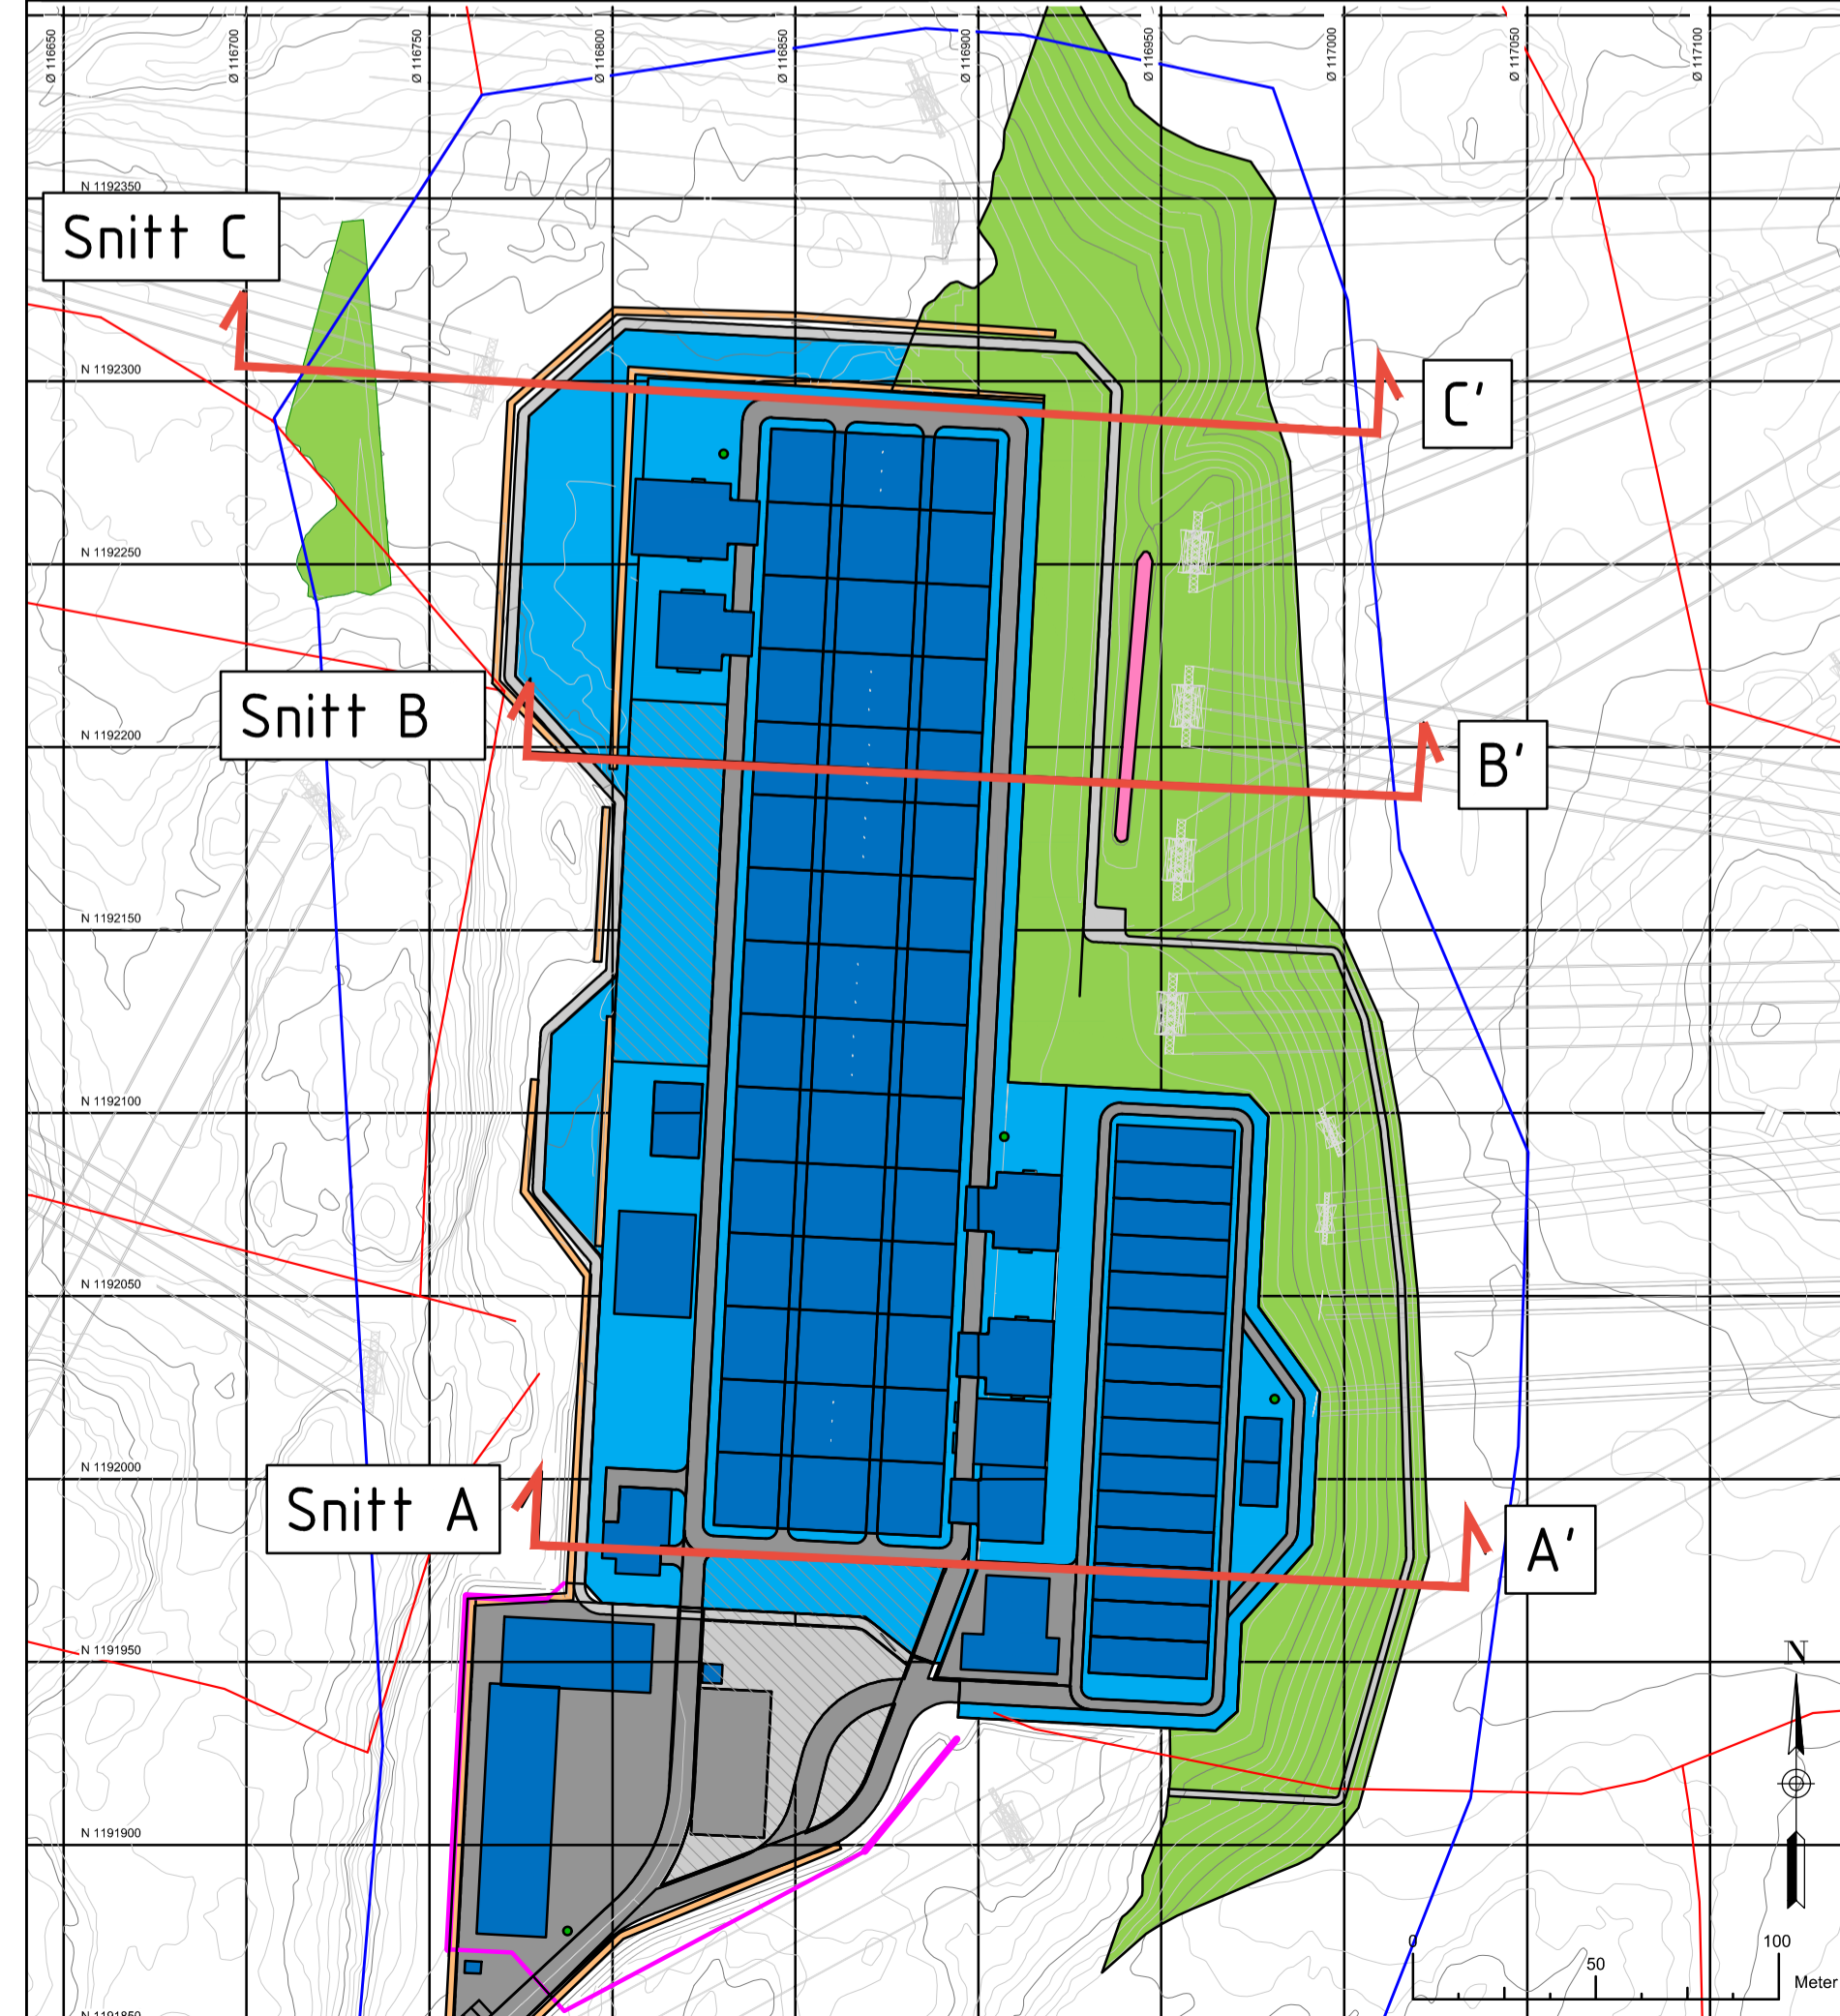 Ø 116650
Ø 116700
Ø 116750
Ø 116800
Ø 116850
Ø 116900
Ø 116950
Ø 117000
Ø 117050
Ø 117100
N 1192350
Snitt C
N 1192300
C'
N 1192250
Snitt B
N 1192200
B'
N 1192150
N 1192100
N 1192050
N 1192000
Snitt A
A'
N 1191950
N
N 1191900
0
50
100
Meter
N 1191850